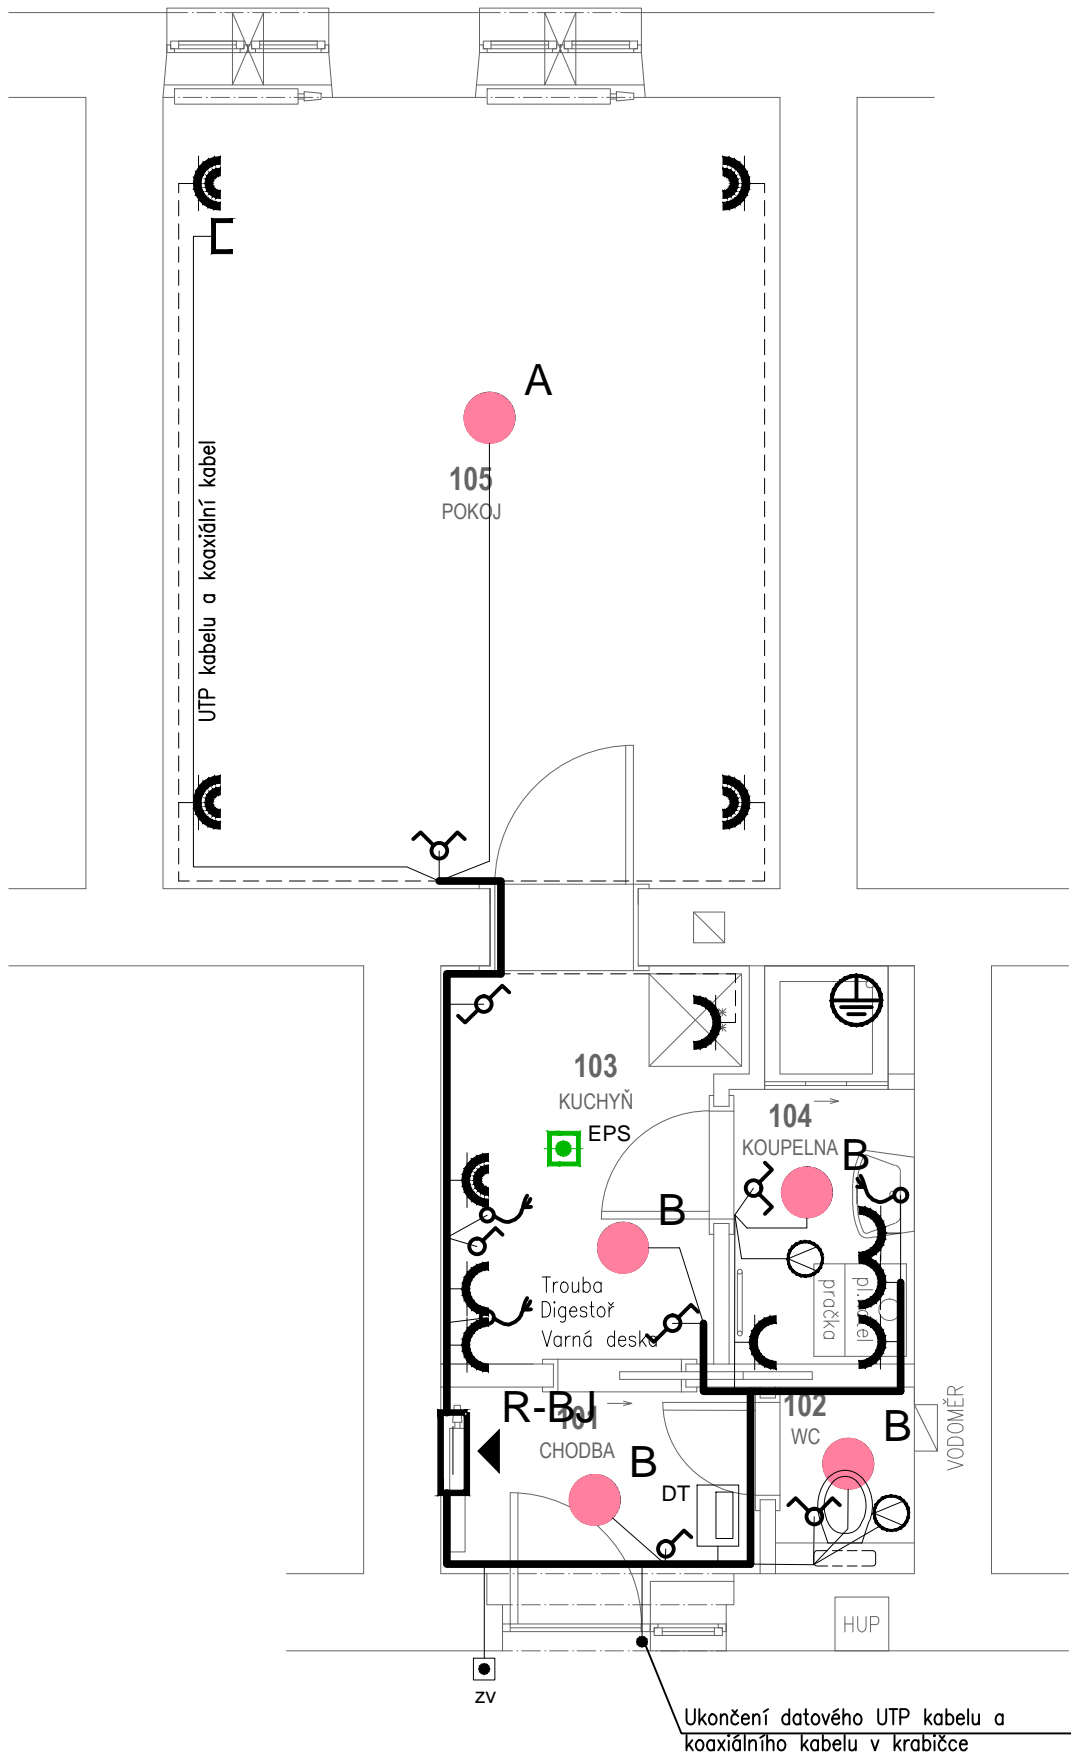 A
105
POKOJ
UTP kabelu a koaxiální kabel
103
KUCHYŇ
EPS
104
KOUPELNA
B
B
Trouba
Digestoř
Varná deska
pračka
R-BJ
101
CHODBA
B
DT
102
WC
B
VODOMĚR
HUP
zv
Ukončení datového UTP kabelu a
koaxiálního kabelu v krabičce